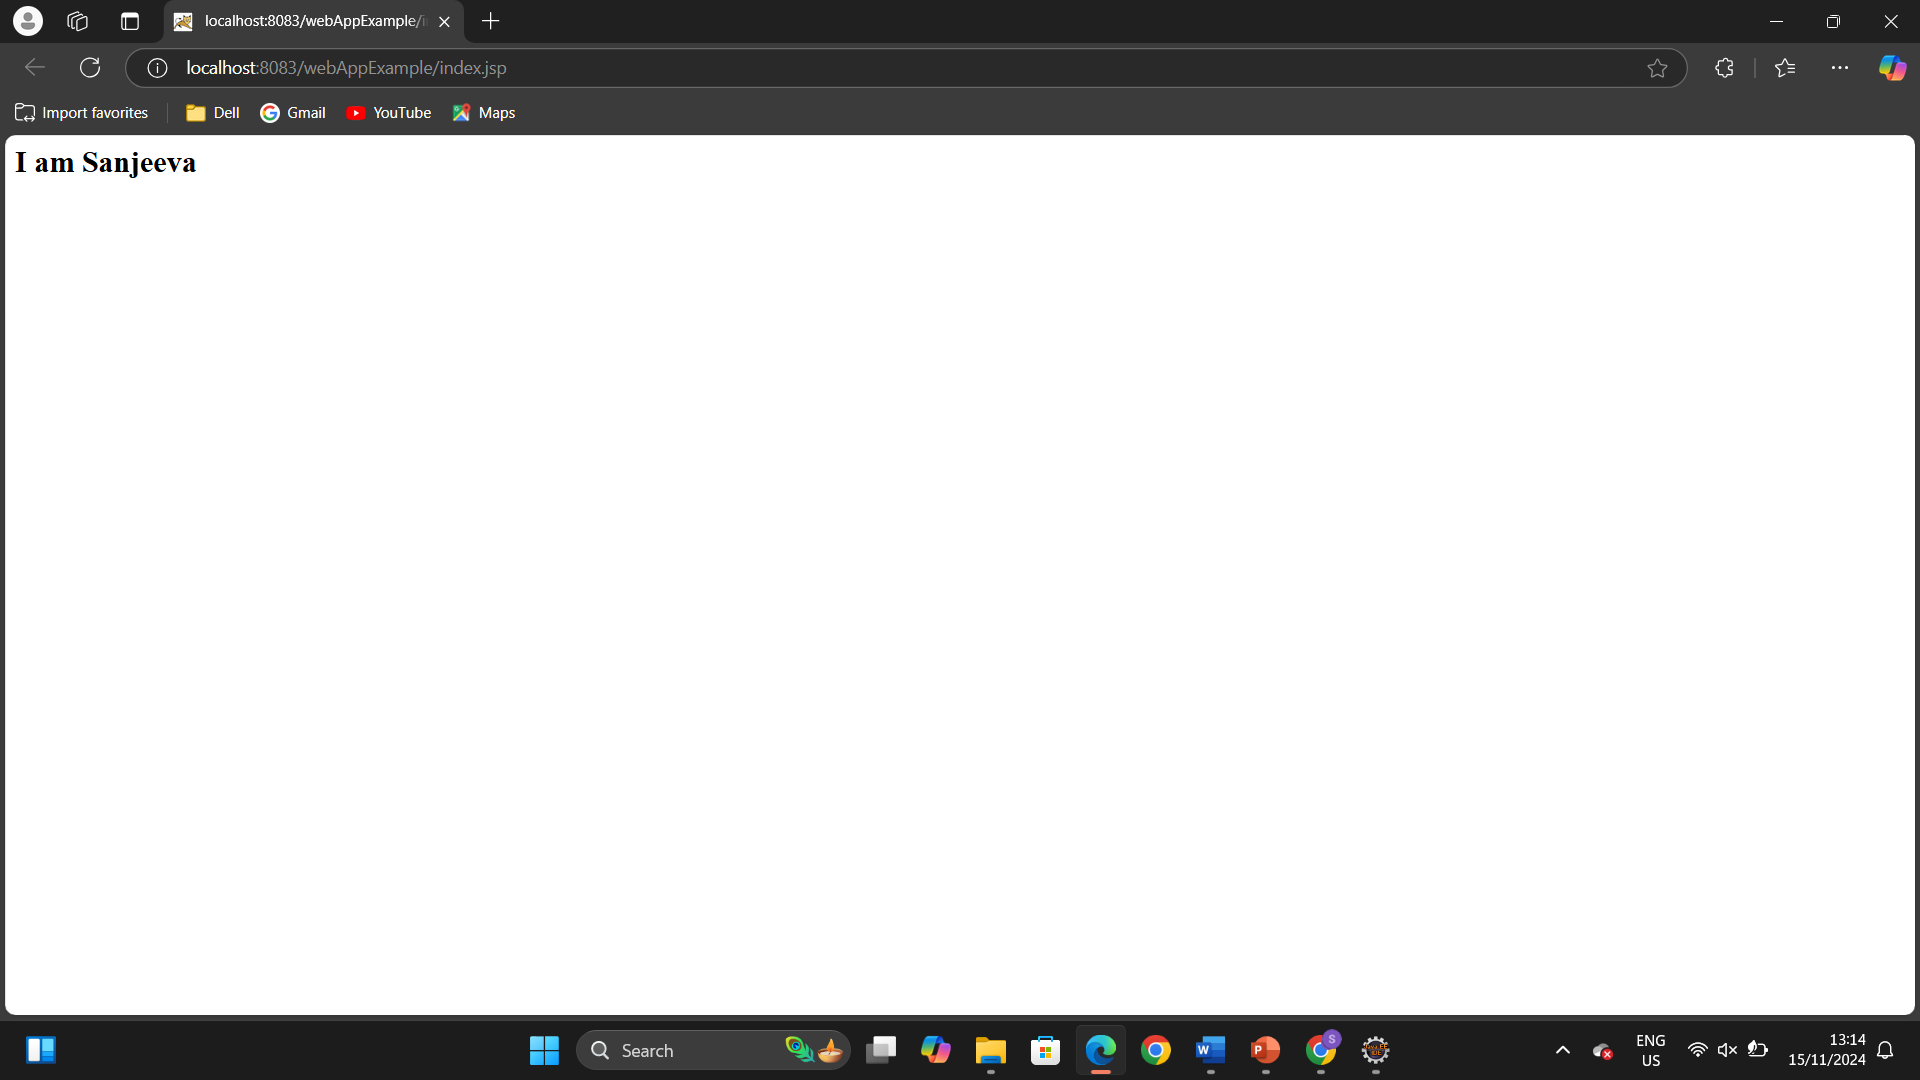 localhost:8083/webAppExample/i
localhost:8083/webAppExample/index.jsp
Import favorites
Dell
Gmail
YouTube
Maps
I am Sanjeeva
Search
W
P
S
ENG
US
13:14
15/11/2024